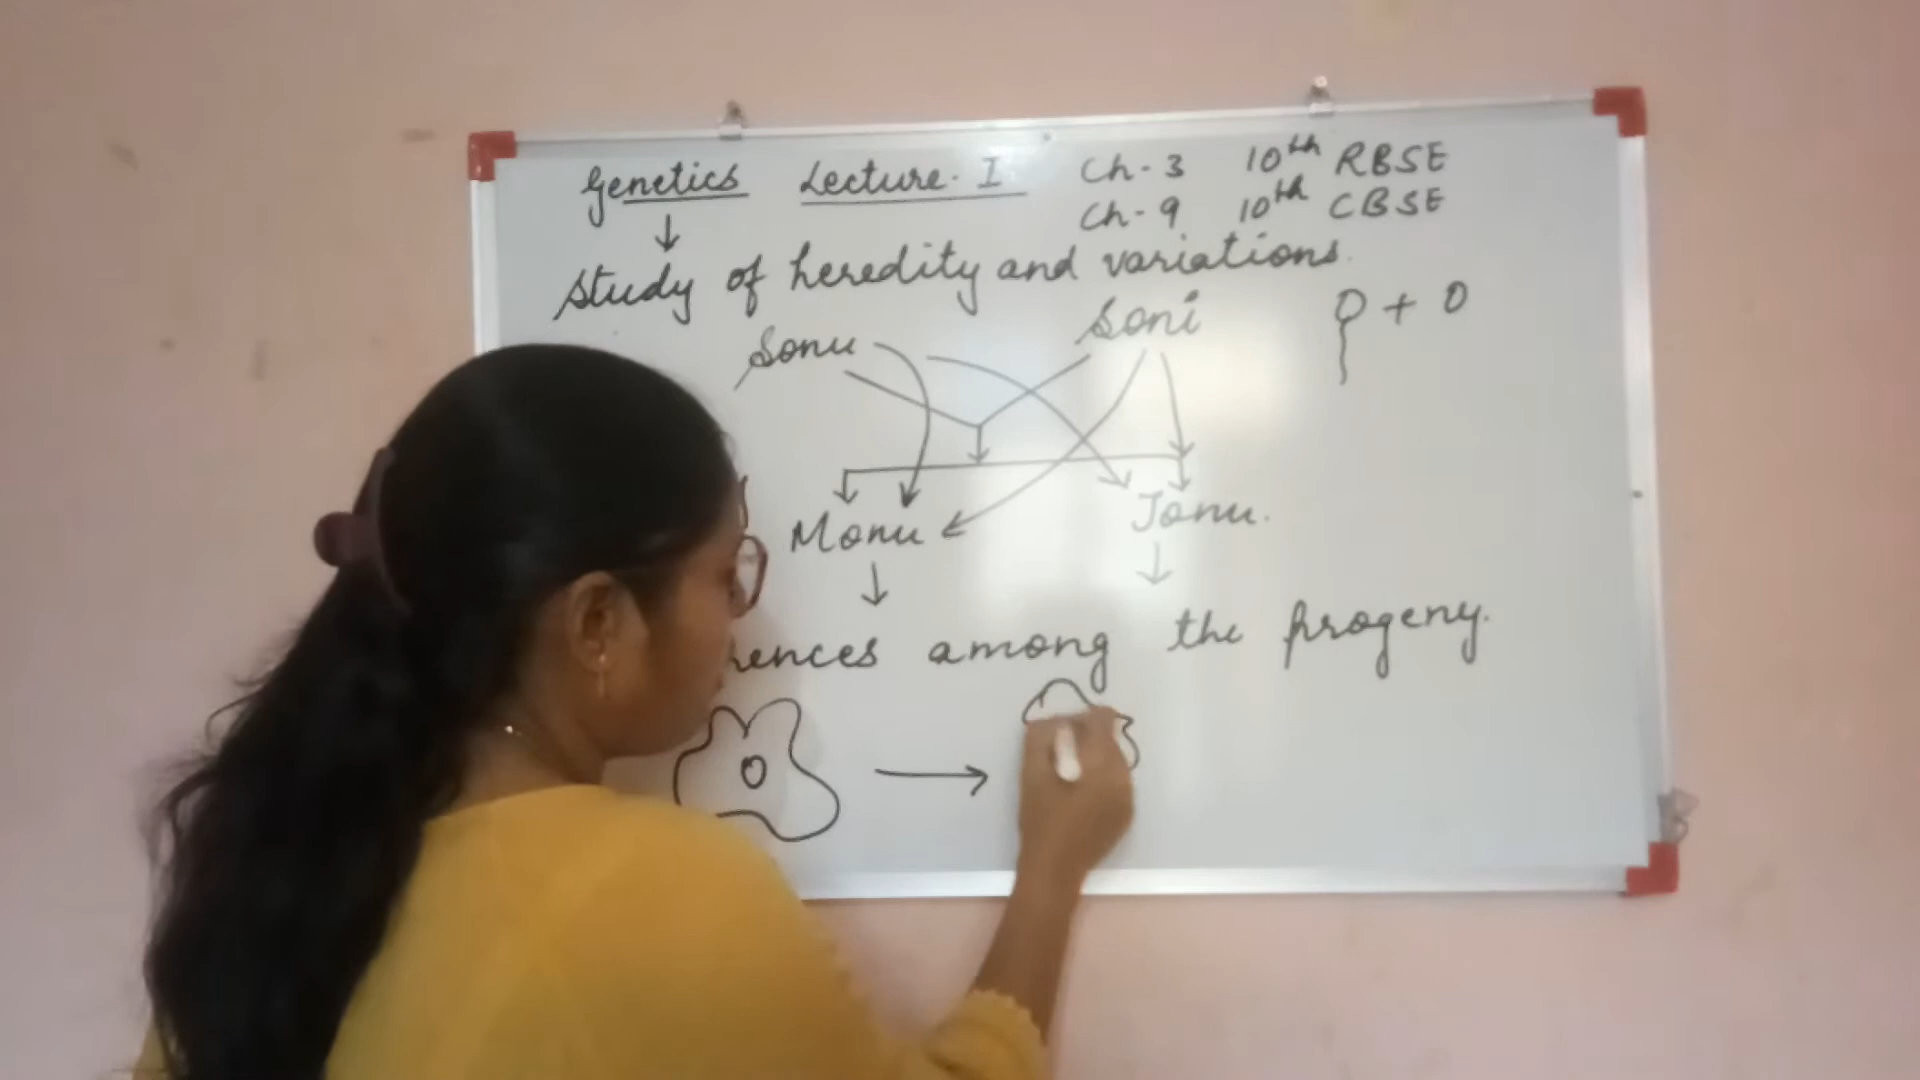 Genetics Lecture. I Ch-3 10th RBSE
Ch-9 10th CBSE
↓
Study of heredity and variations.
Sonu Soni + 
Monu Jonu.
↓ ↓
rences among the progeny.
→